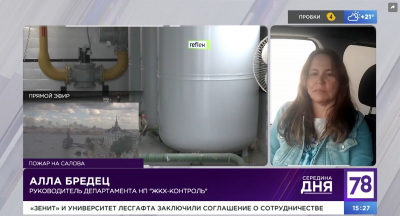 ПРОБКИ 4 +21°
reflex
ПРЯМОЙ ЭФИР
ПОЖАР НА САЛОВА
АЛЛА БРЕДЕЦ
РУКОВОДИТЕЛЬ ДЕПАРТАМЕНТА НП "ЖКХ-КОНТРОЛЬ"
СЕРЕДИНА
ДНЯ
78
«ЗЕНИТ» И УНИВЕРСИТЕТ ЛЕСГАФТА ЗАКЛЮЧИЛИ СОГЛАШЕНИЕ О СОТРУДНИЧЕСТВЕ
15:27